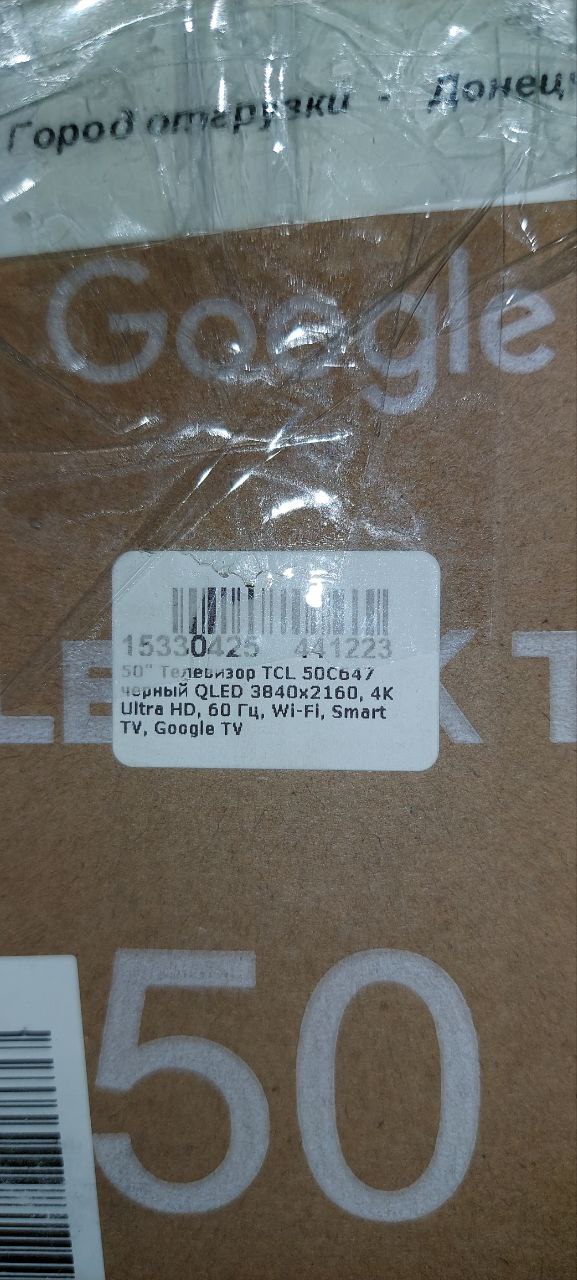 Город отгрузки - Донец
Google
15330425 441223
50" Телевизор TCL 50C647
черный QLED 3840x2160, 4K
Ultra HD, 60 Гц, Wi-Fi, Smart
TV, Google TV
50